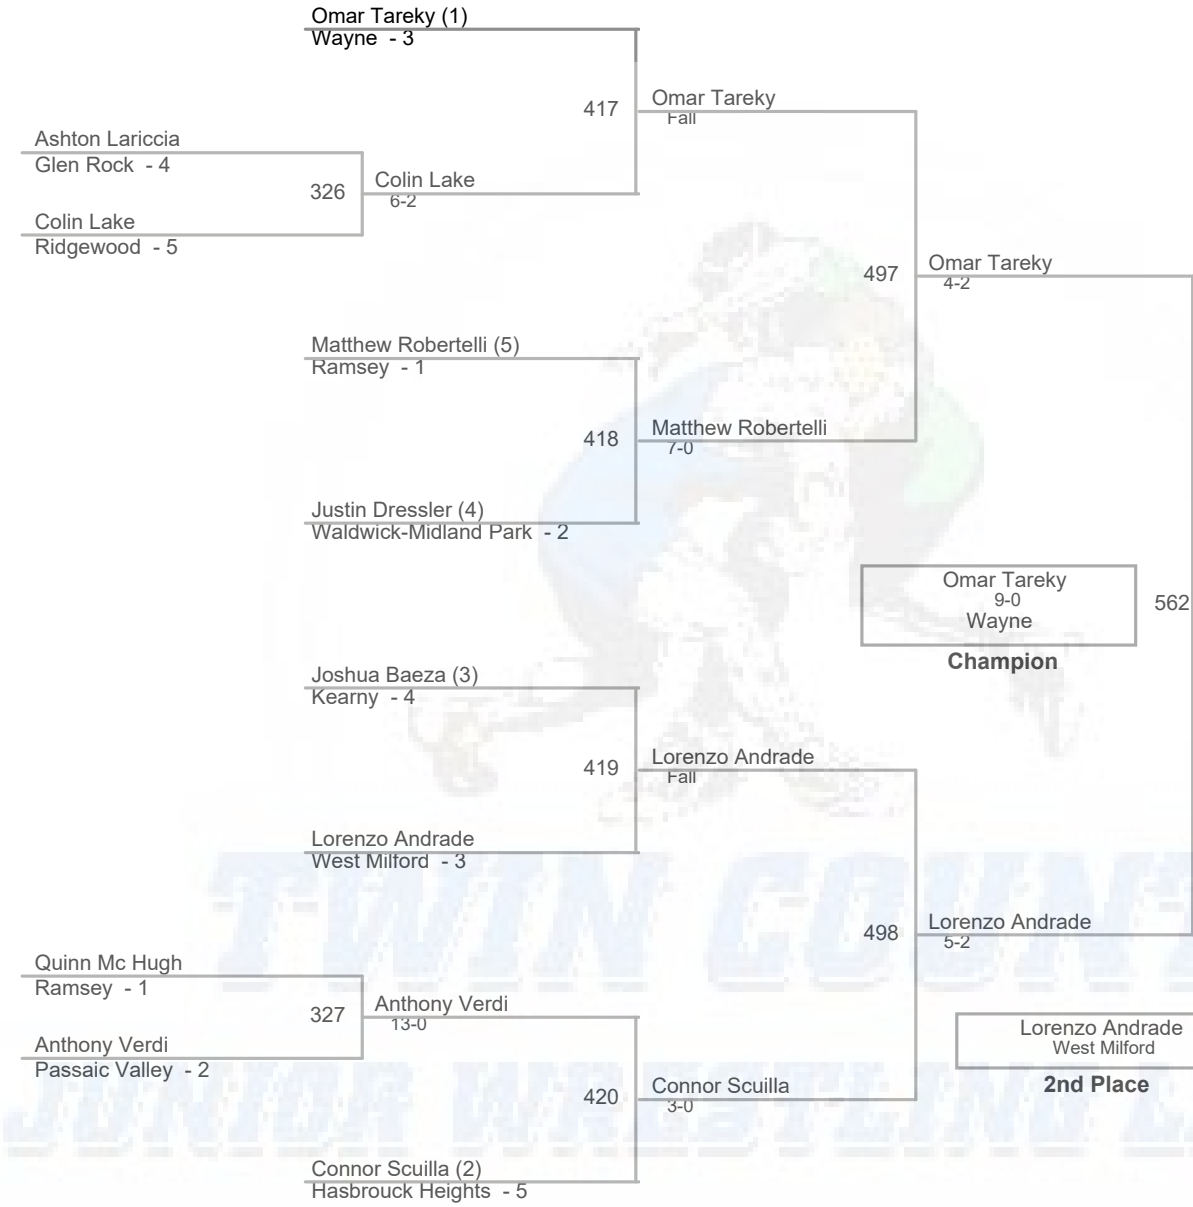 Omar Tareky (1)
Wayne - 3
417
Omar Tareky
Fall
Ashton Lariccia
Glen Rock - 4
326
Colin Lake
6-2
Colin Lake
Ridgewood - 5
497
Omar Tareky
4-2
Matthew Robertelli (5)
Ramsey - 1
418
Matthew Robertelli
7-0
Justin Dressler (4)
Waldwick-Midland Park - 2
Omar Tareky
9-0
Wayne
562
Champion
Joshua Baeza (3)
Kearny - 4
419
Lorenzo Andrade
Fall
Lorenzo Andrade
West Milford - 3
TWIN COUNT
498
Lorenzo Andrade
5-2
Quinn Mc Hugh
Ramsey - 1
327
Anthony Verdi
13-0
Anthony Verdi
Passaic Valley - 2
Lorenzo Andrade
West Milford
2nd Place
JUNIOR WRESTLING L
420
Connor Scuilla
3-0
Connor Scuilla (2)
Hasbrouck Heights - 5